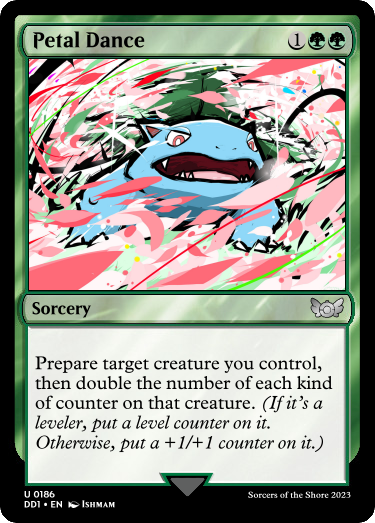 Petal Dance 1
Sorcery
Prepare target creature you control,
then double the number of each kind
of counter on that creature. (If it's a
leveler, put a level counter on it.
Otherwise, put a +1/+1 counter on it.)
U 0186
DD1 • EN Ishmam
Sorcerers of the Shore 2023